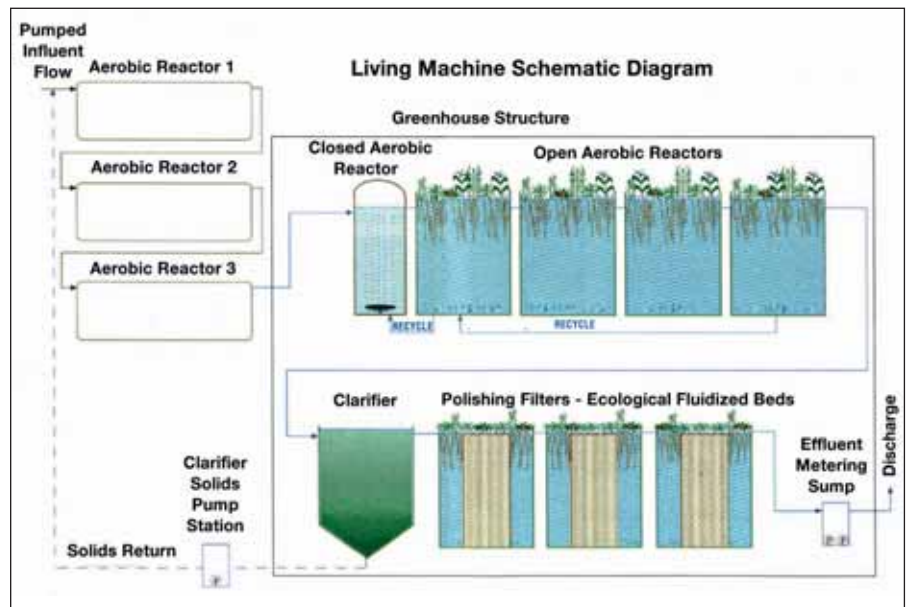 Living Machine Schematic Diagram
Pumped
Influent
Flow
Aerobic Reactor 1
Aerobic Reactor 2
Aerobic Reactor 3
Greenhouse Structure
Closed Aerobic
Reactor
Open Aerobic Reactors
RECYCLE
RECYCLE
Clarifier
Polishing Filters - Ecological Fluidized Beds
Effluent
Metering
Sump
Discharge
P P
Clarifier
Solids
Pump
Station
Solids Return
P